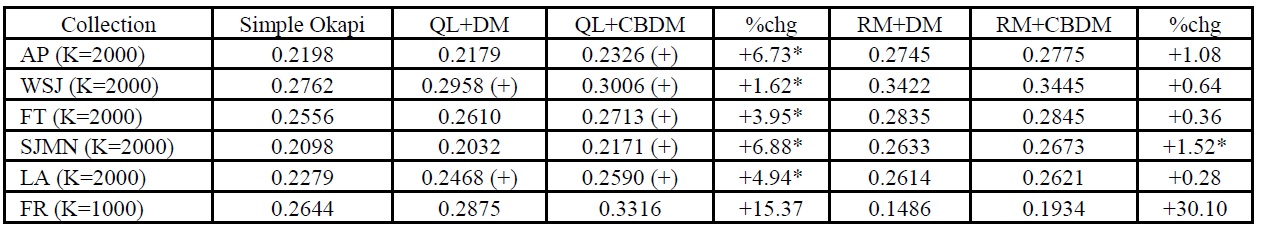 Collection Simple Okapi QL+DM QL+CBDM %chg RM+DM RM+CBDM %chg
AP (K=2000) 0.2198 0.2179 0.2326 (+) +6.73* 0.2745 0.2775 +1.08
WSJ (K=2000) 0.2762 0.2958 (+) 0.3006 (+) +1.62* 0.3422 0.3445 +0.64
FT (K=2000) 0.2556 0.2610 0.2713 (+) +3.95* 0.2835 0.2845 +0.36
SJMN (K=2000) 0.2098 0.2032 0.2171 (+) +6.88* 0.2633 0.2673 +1.52*
LA (K=2000) 0.2279 0.2468 (+) 0.2590 (+) +4.94* 0.2614 0.2621 +0.28
FR (K=1000) 0.2644 0.2875 0.3316 +15.37 0.1486 0.1934 +30.10